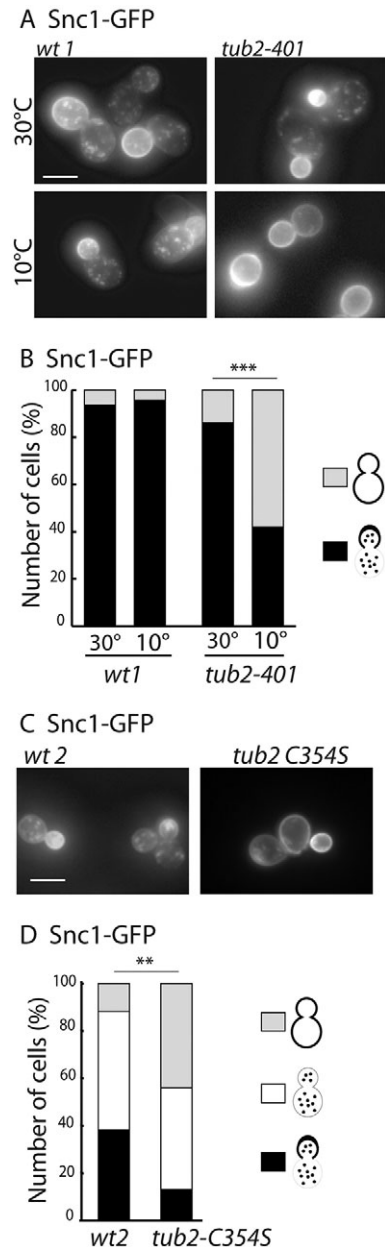 A Snc1-GFP
wt 1 tub2-401
30°C
10°C
B Snc1-GFP
***
Number of cells (%)
100
80
60
40
20
0
30° 10° 30° 10°
wt1 tub2-401
C Snc1-GFP
wt 2 tub2 C354S
D Snc1-GFP
**
Number of cells (%)
100
80
60
40
20
0
wt2 tub2-C354S